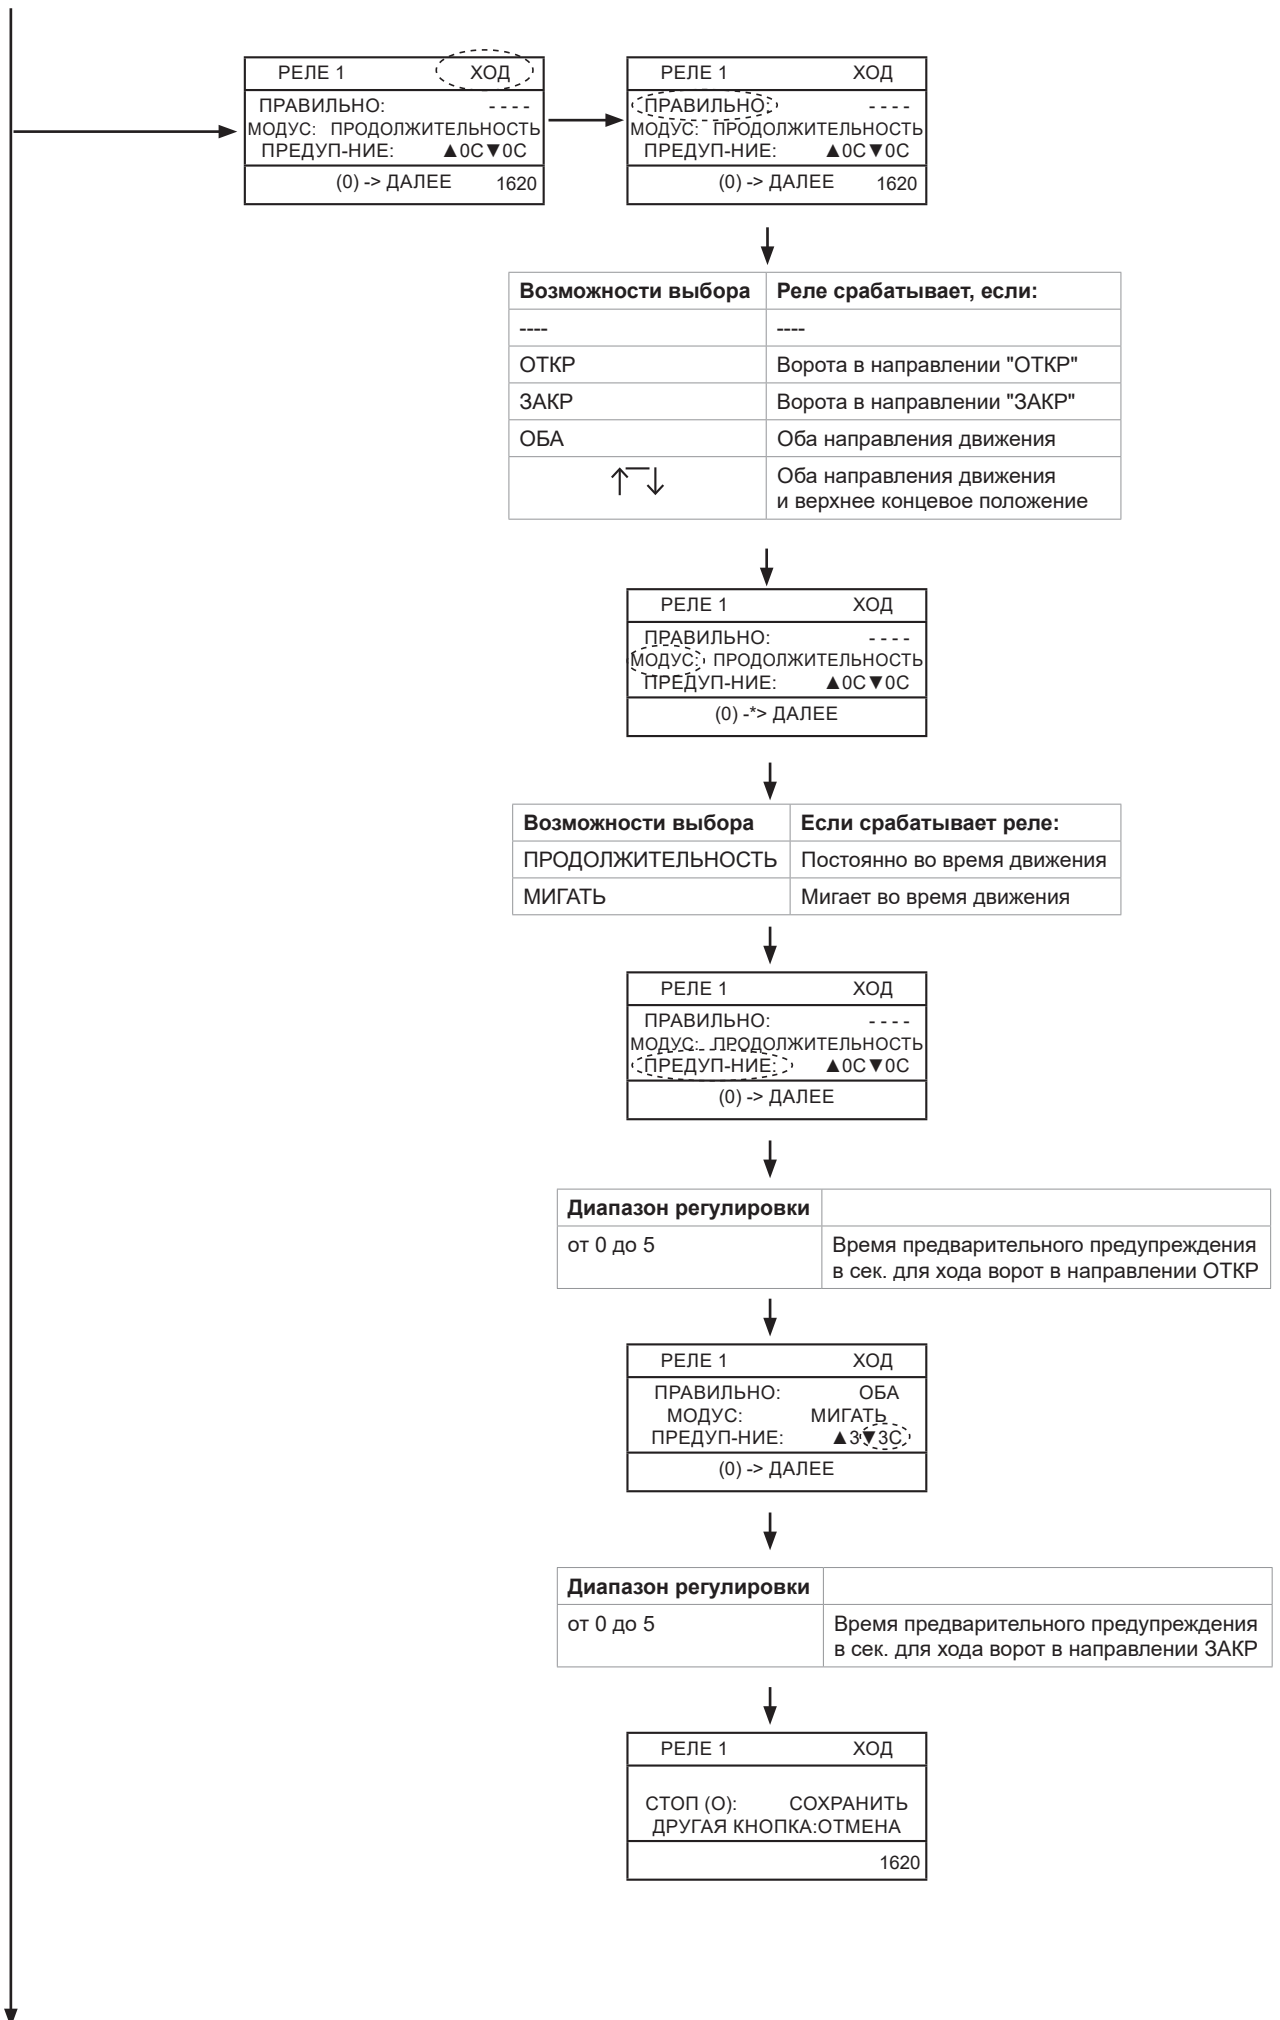 РЕЛЕ 1 ХОД
ПРАВИЛЬНО: - - - -
МОДУС: ПРОДОЛЖИТЕЛЬНОСТЬ
ПРЕДУП-НИЕ: ▲0С▼0С
(0) -> ДАЛЕЕ 1620
РЕЛЕ 1 ХОД
ПРАВИЛЬНО: - - - -
МОДУС: ПРОДОЛЖИТЕЛЬНОСТЬ
ПРЕДУП-НИЕ: ▲0С▼0С
(0) -> ДАЛЕЕ 1620
Возможности выбора Реле срабатывает, если:
---- ----
ОТКР Ворота в направлении "ОТКР"
ЗАКР Ворота в направлении "ЗАКР"
ОБА Оба направления движения
Оба направления движения
и верхнее концевое положение
РЕЛЕ 1 ХОД
ПРАВИЛЬНО: - - - -
МОДУС: ПРОДОЛЖИТЕЛЬНОСТЬ
ПРЕДУП-НИЕ: ▲0С▼0С
(0) -*> ДАЛЕЕ
Возможности выбора Если срабатывает реле:
ПРОДОЛЖИТЕЛЬНОСТЬ Постоянно во время движения
МИГАТЬ Мигает во время движения
РЕЛЕ 1 ХОД
ПРАВИЛЬНО: - - - -
МОДУС: ПРОДОЛЖИТЕЛЬНОСТЬ
ПРЕДУП-НИЕ: ▲0С▼0С
(0) -> ДАЛЕЕ
Диапазон регулировки
от 0 до 5 Время предварительного предупреждения
в сек. для хода ворот в направлении ОТКР
РЕЛЕ 1 ХОД
ПРАВИЛЬНО: ОБА
МОДУС: МИГАТЬ
ПРЕДУП-НИЕ: ▲3▼3С
(0) -> ДАЛЕЕ
Диапазон регулировки
от 0 до 5 Время предварительного предупреждения
в сек. для хода ворот в направлении ЗАКР
РЕЛЕ 1 ХОД
СТОП (О): СОХРАНИТЬ
ДРУГАЯ КНОПКА:ОТМЕНА
1620